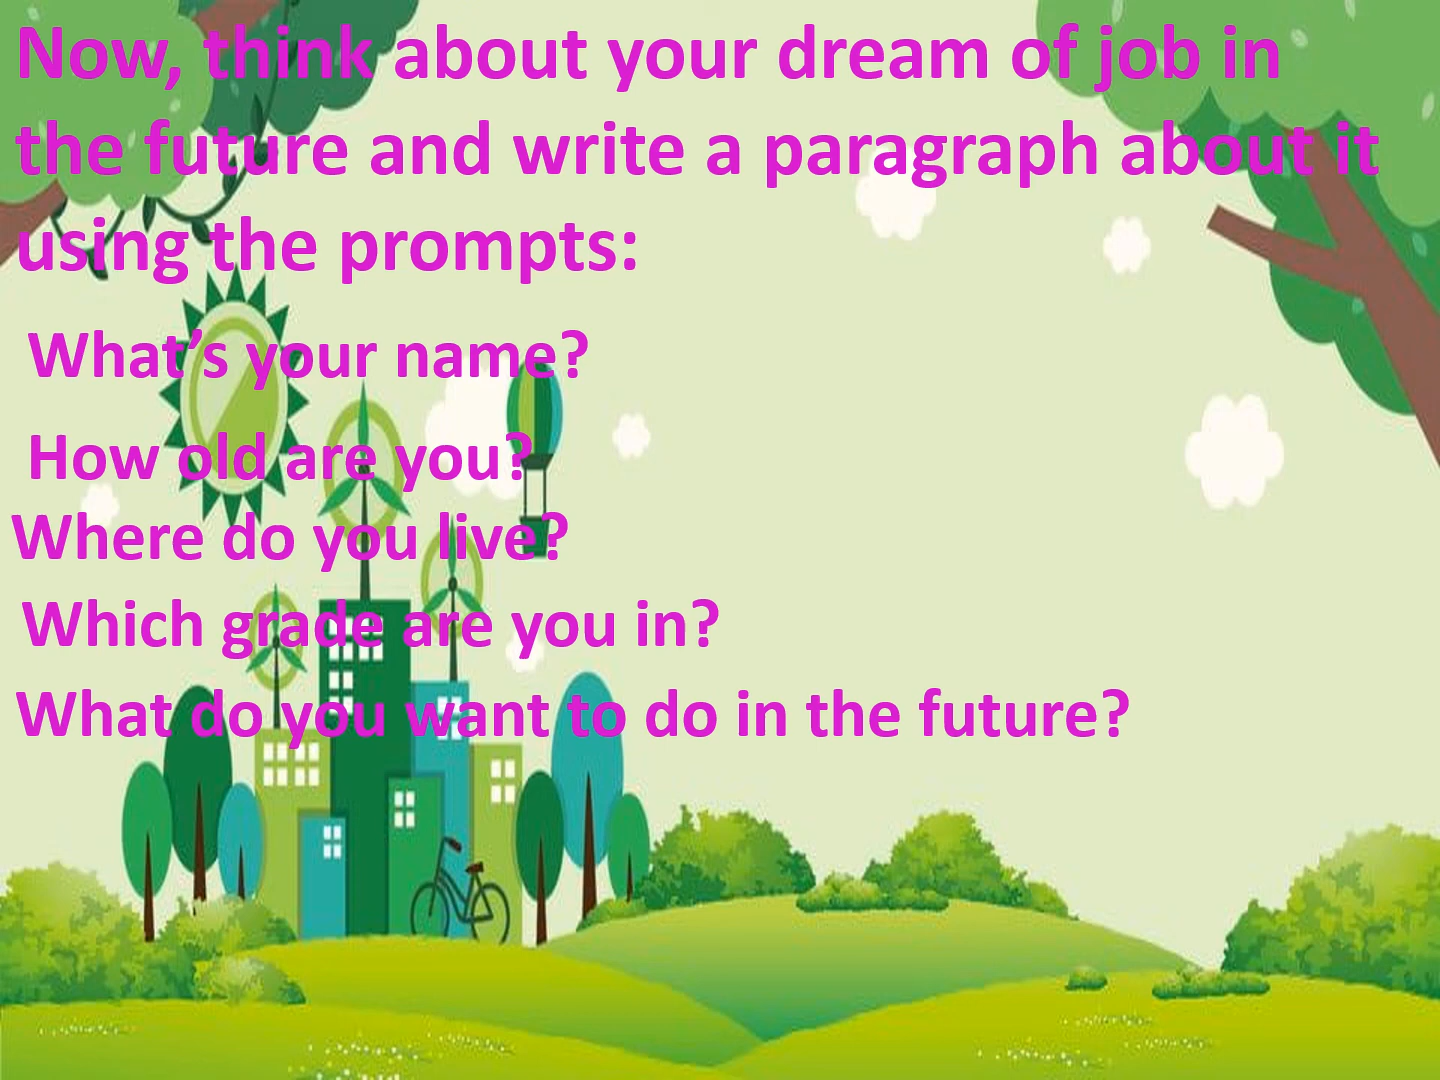 Now, think about your dream of job in
the future and write a paragraph about it
using the prompts:
What’s your name?
How old are you?
Where do you live?
Which grade are you in?
What do you want to do in the future?